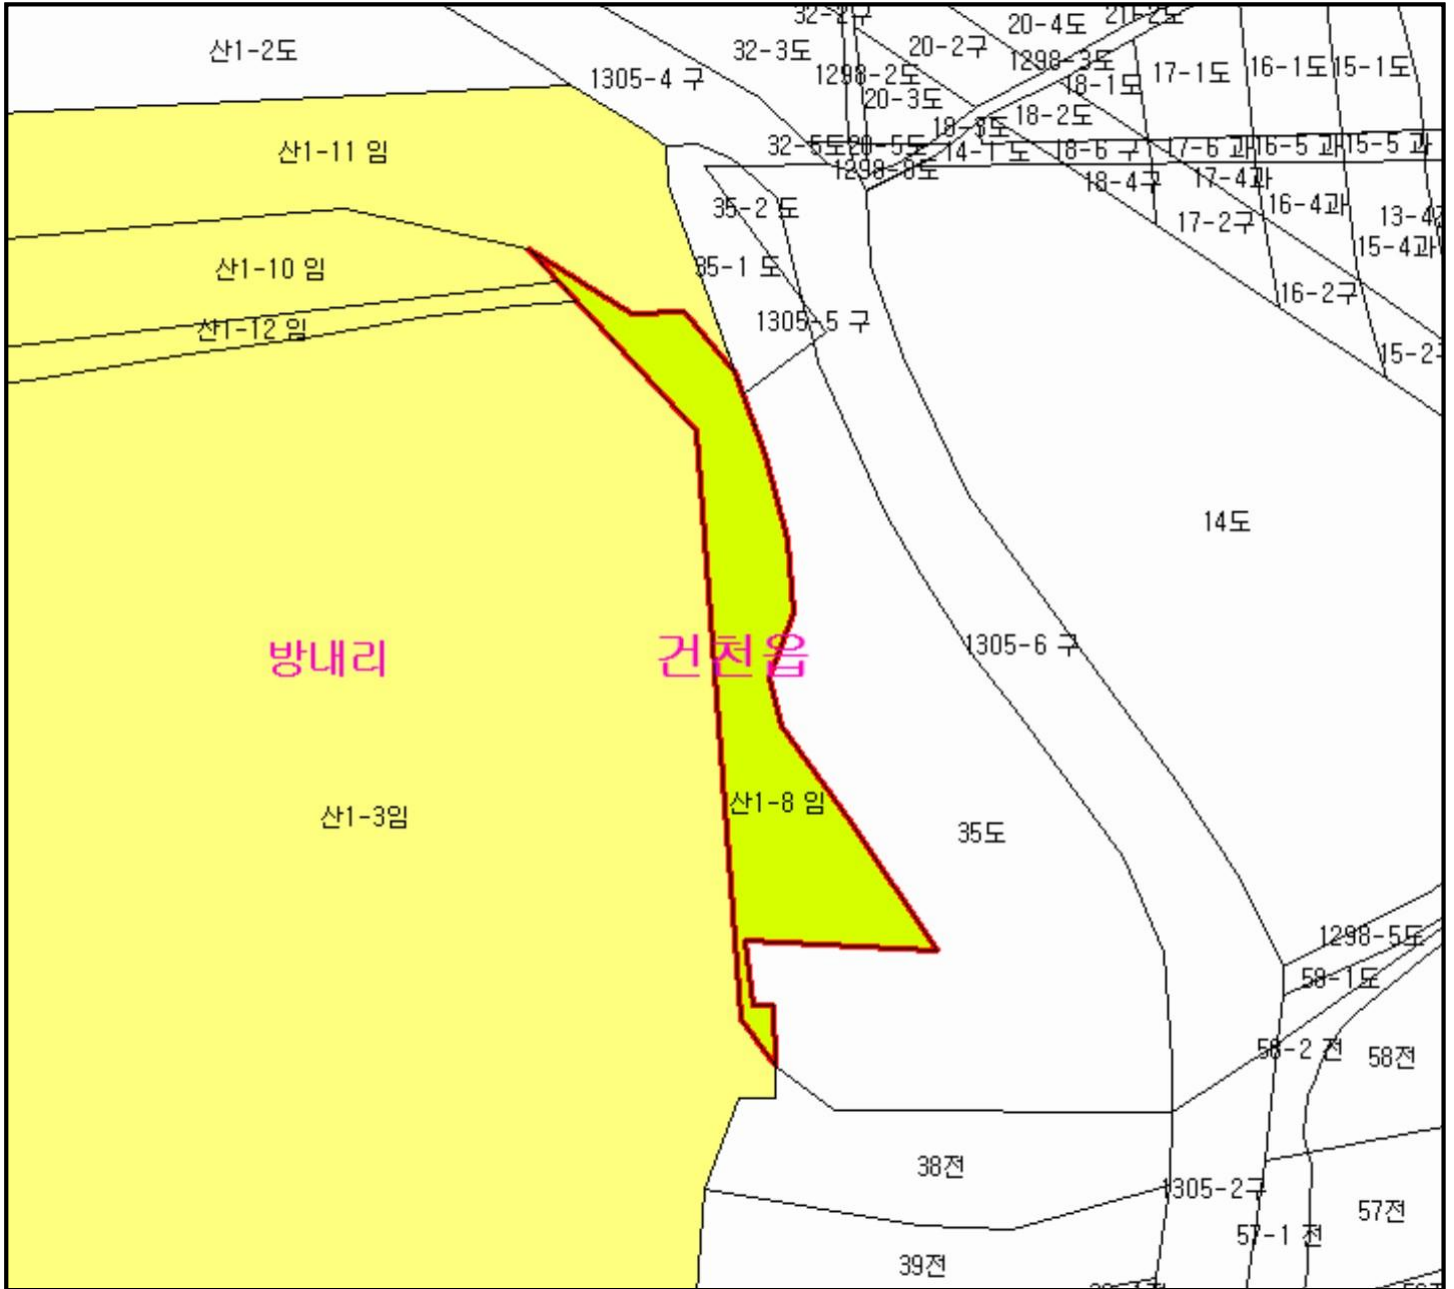 32-2구
20-4도
21-2도
산1-2도
32-3도
20-2구
1298-3도
1305-4 구
1298-2도
17-1도
16-1도
15-1도
18-1도
20-3도
18-2도
18-3도
산1-11 임
32-5도
20-5도
14-1 도
18-6 구
17-6 과
16-5 과
15-5 과
18-4구
17-4과
35-2 도
16-4과
17-2구
13-4
15-4과
산1-10 임
35-1 도
16-2구
산1-12 임
1305-5 구
15-2
14도
방내리
건천읍
1305-6 구
산1-8 임
산1-3임
35도
1298-5도
58-1도
58-2 전
58전
38전
1305-2구
57전
57-1 전
39전